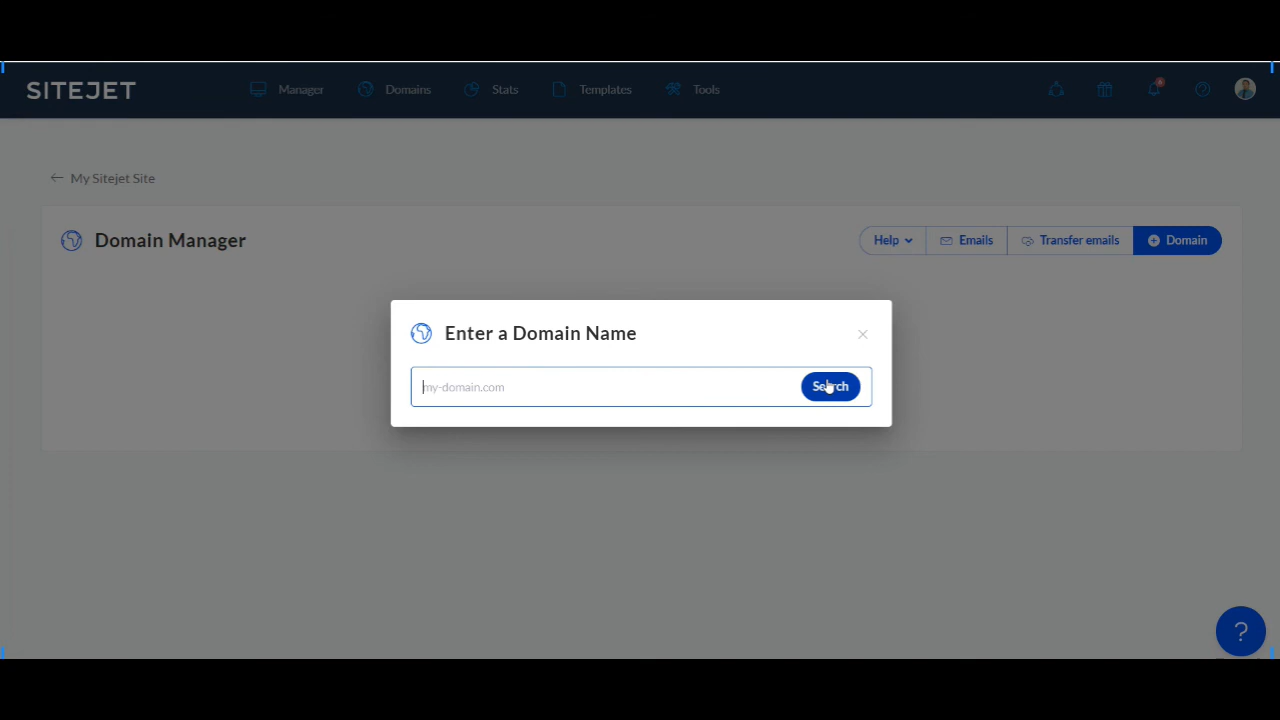 SITEJET
Manager
Domains
Stats
Templates
Tools
My Sitejet Site
Domain Manager
Help
Emails
Transfer emails
Domain
Enter a Domain Name
my-domain.com
Search
?